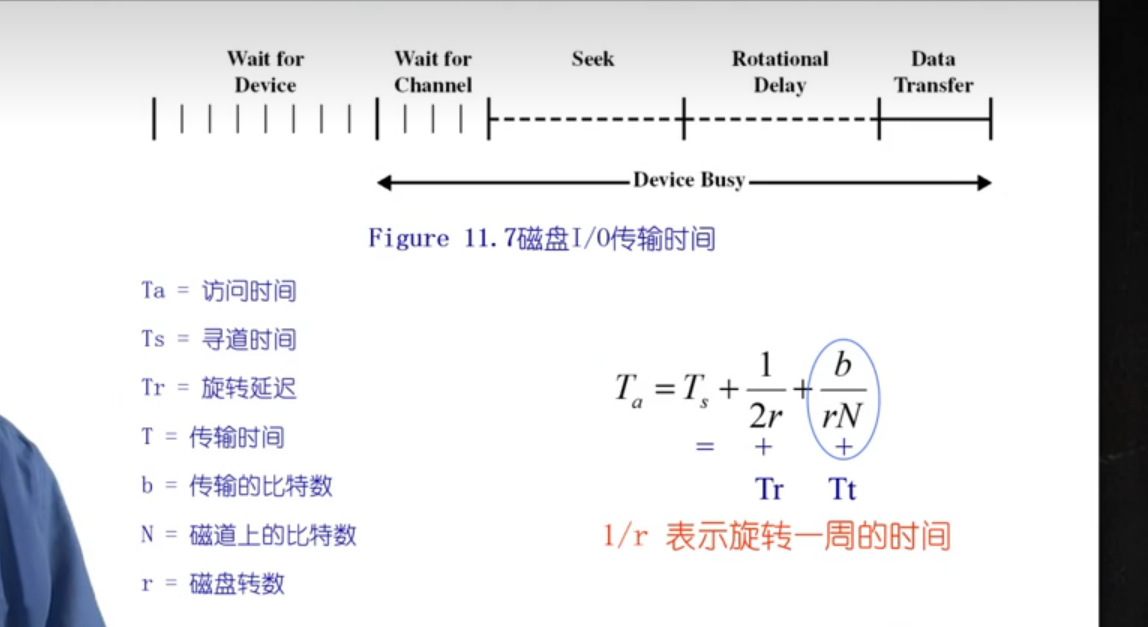 Wait for Device
Wait for Channel
Seek
Rotational Delay
Data Transfer
Device Busy
Figure 11.7磁盘I/O传输时间
Ta = 访问时间
Ts = 寻道时间
Tr = 旋转延迟
T = 传输时间
b = 传输的比特数
N = 磁道上的比特数
r = 磁盘转数
T_a = T_s + 1/2r + b/rN
= + +
Tr Tt
1/r 表示旋转一周的时间